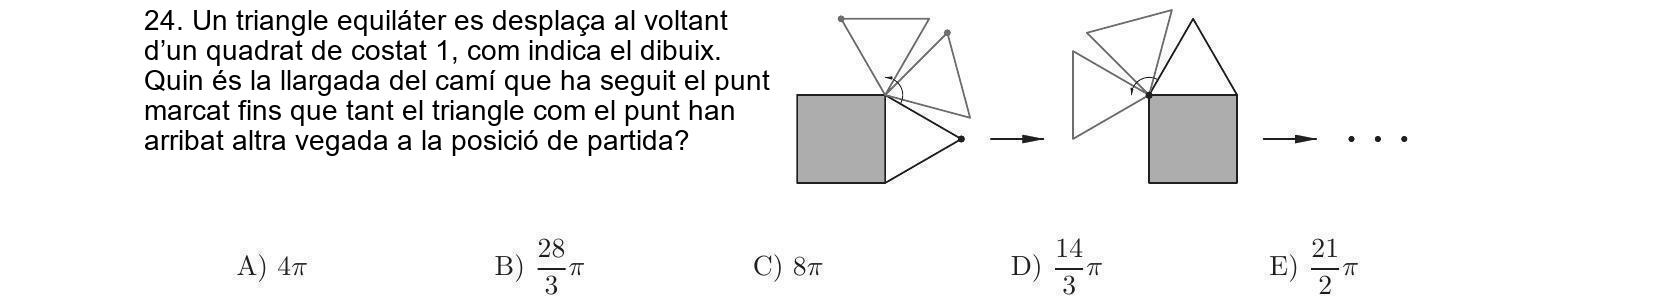 24. Un triangle equiláter es desplaça al voltant
d’un quadrat de costat 1, com indica el dibuix.
Quin és la llargada del camí que ha seguit el punt
marcat fins que tant el triangle com el punt han
arribat altra vegada a la posició de partida?
A) 4π B) 28/3 π C) 8π D) 14/3 π E) 21/2 π